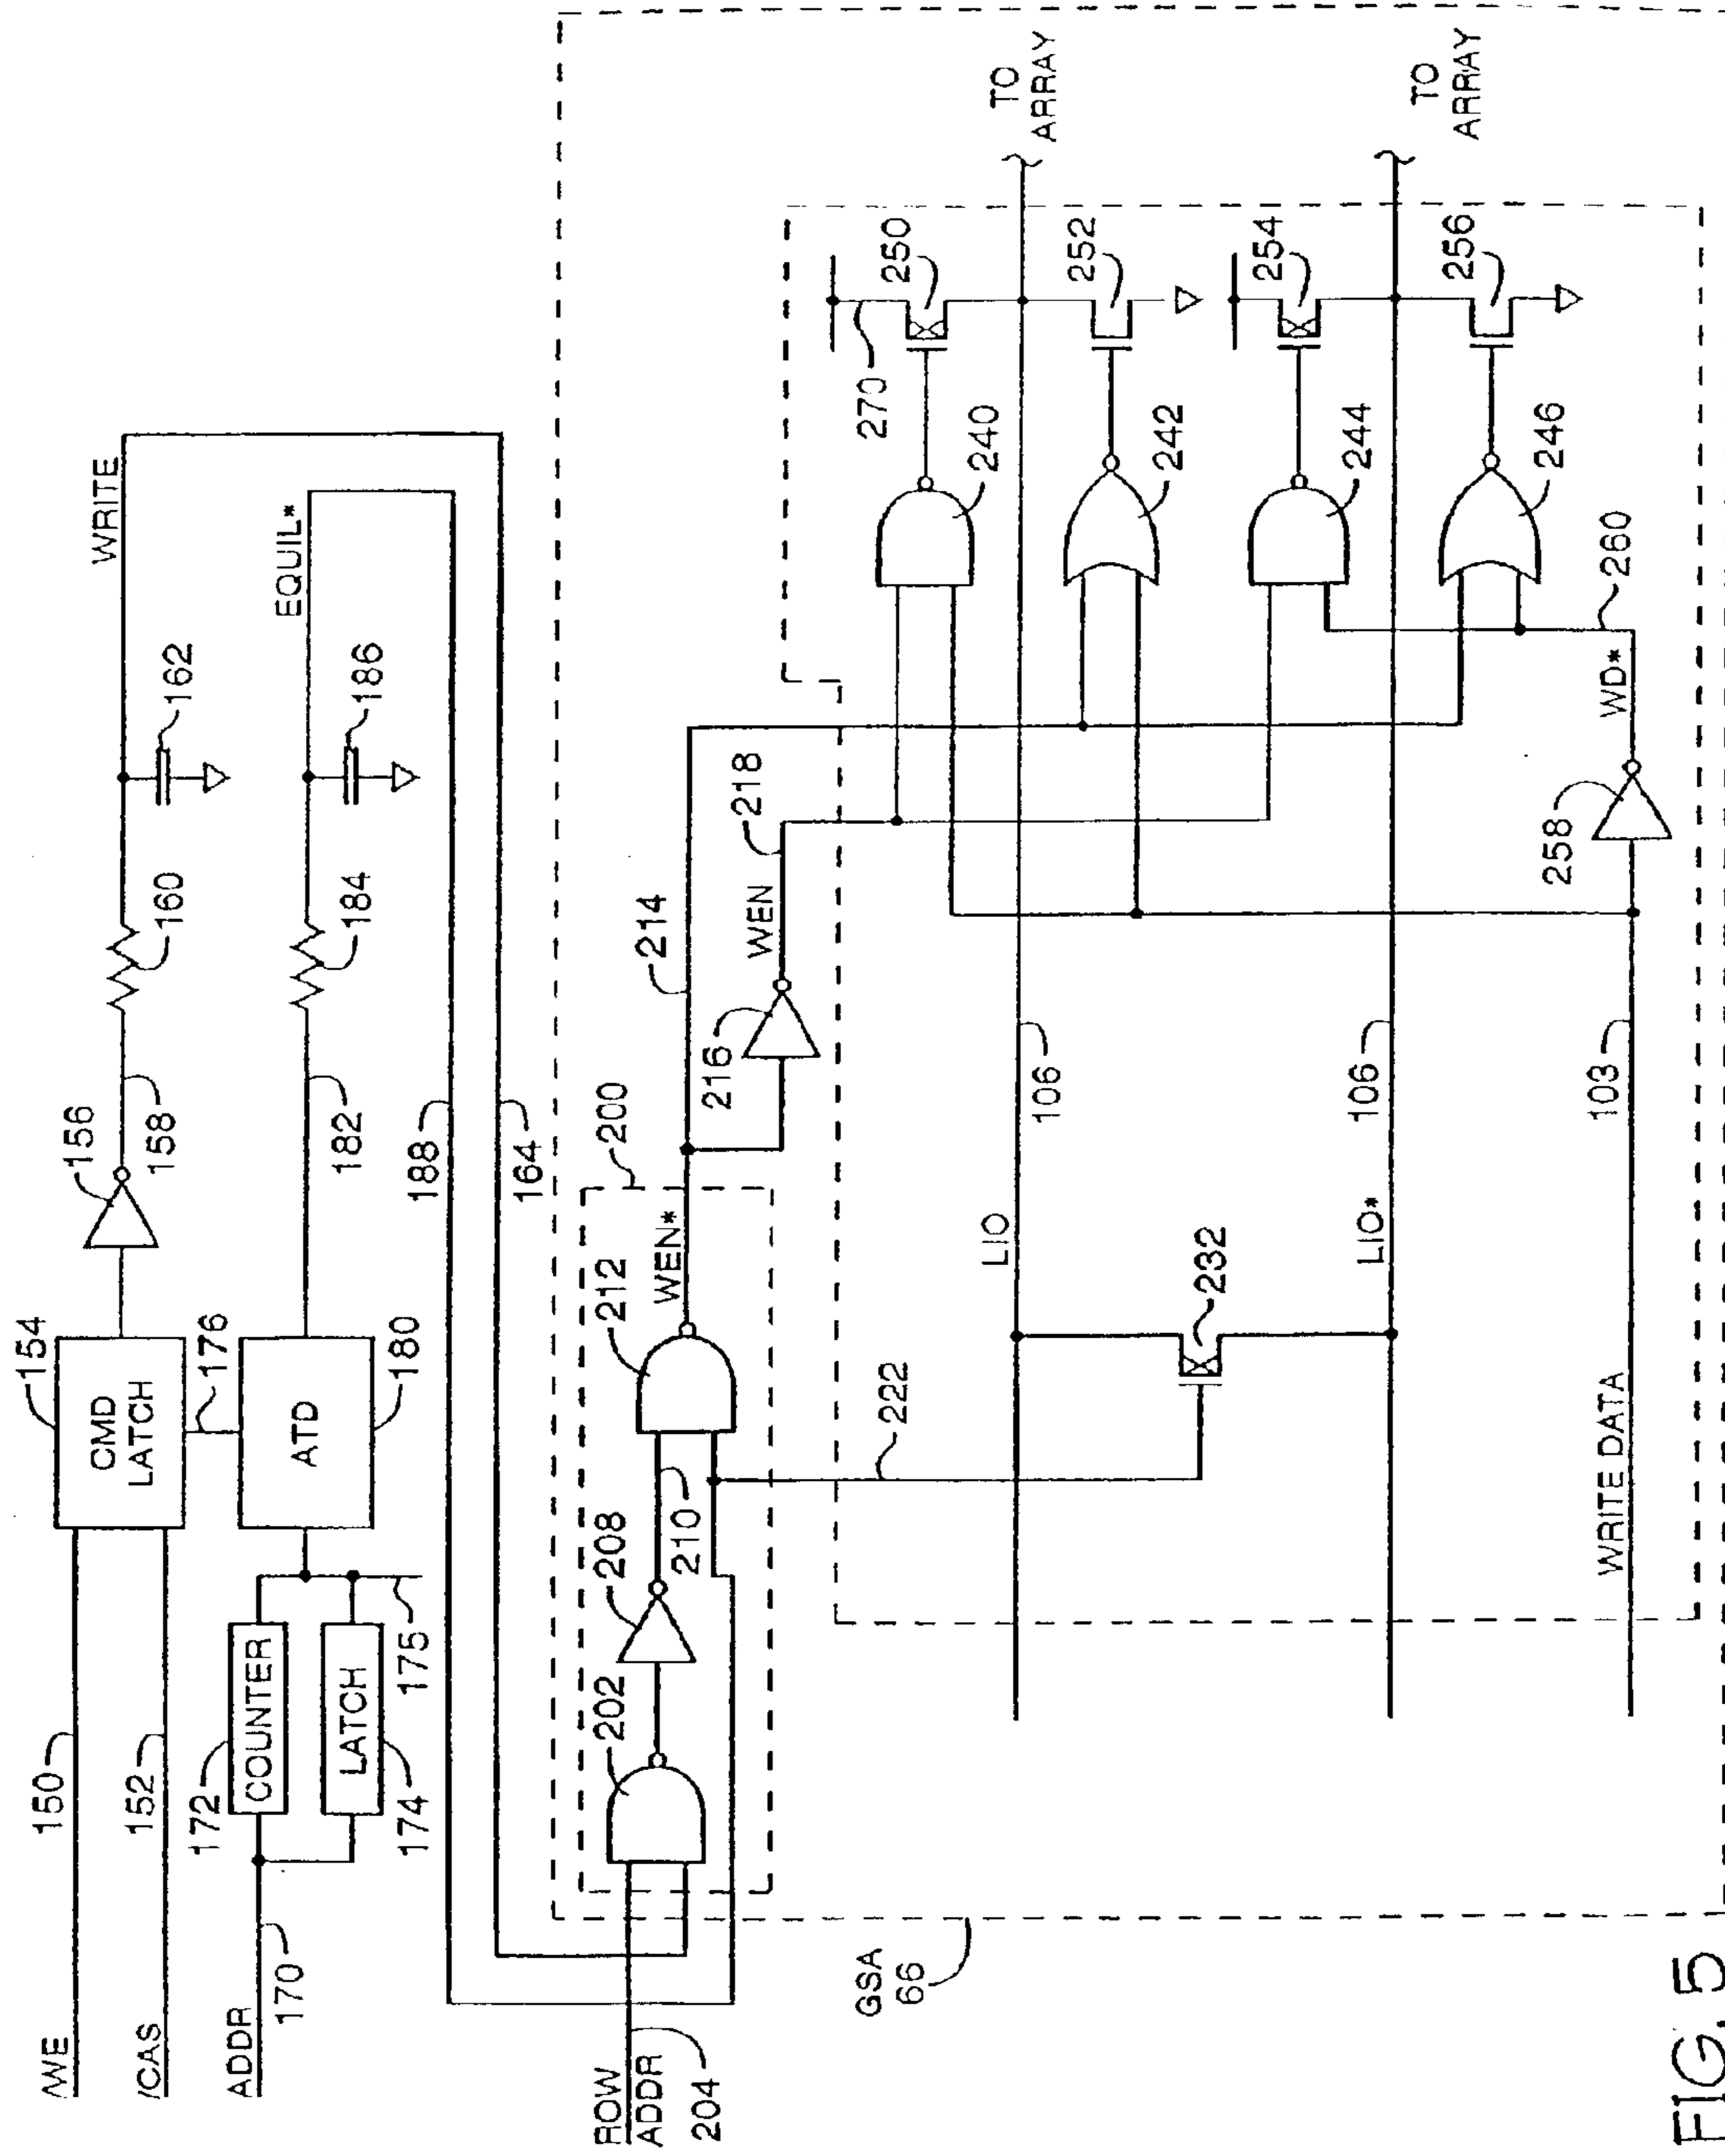 /WE
150
/CAS
152
154
CMD
LATCH
156
158
160
162
WRITE
ADDR
170
172
COUNTER
174
LATCH
175
176
ATD
180
182
184
186
EQUIL*
188
164
ROW
ADDR
204
202
208
210
212
200
WEN*
214
216
WEN
218
222
GSA
66
LIO
106
232
LIO*
106
WRITE DATA
103
258
WD*
260
240
242
244
246
270
250
252
254
256
TO
ARRAY
TO
ARRAY
FIG. 5